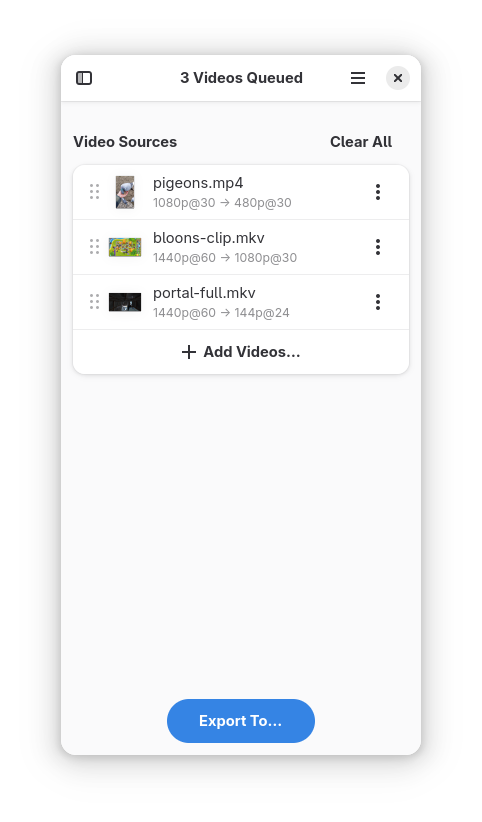 3 Videos Queued
Video Sources
Clear All
pigeons.mp4
1080p@30 → 480p@30
bloons-clip.mkv
1440p@60 → 1080p@30
portal-full.mkv
1440p@60 → 144p@24
Add Videos...
Export To...